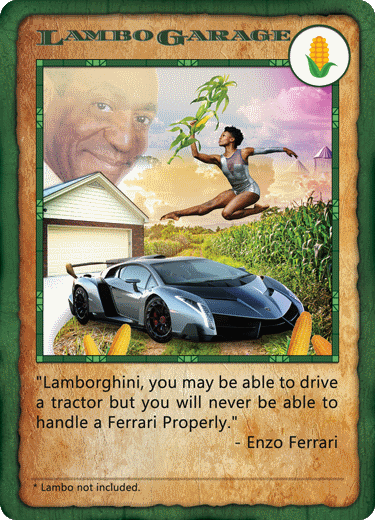 Lambo Garage
"Lamborghini, you may be able to drive
a tractor but you will never be able to
handle a Ferrari Properly."
- Enzo Ferrari
* Lambo not included.